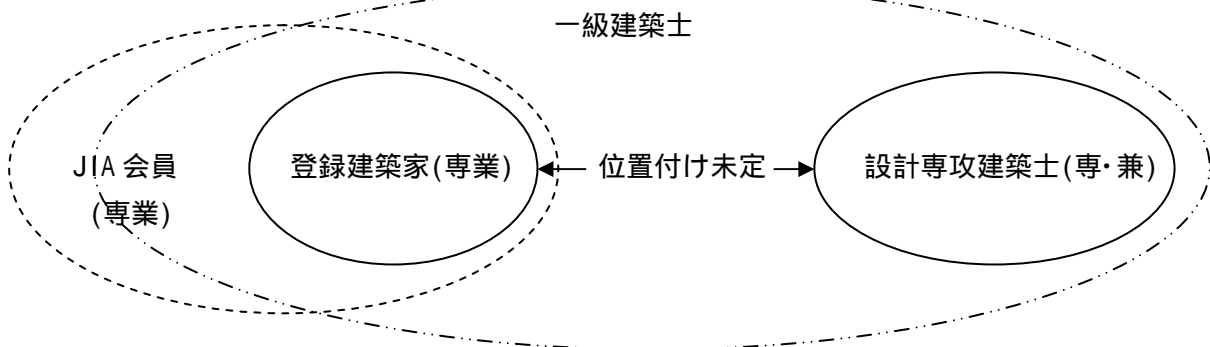 一級建築士
JIA 会員
(専業)
登録建築家(専業)
位置付け未定
設計専攻建築士(専・兼)